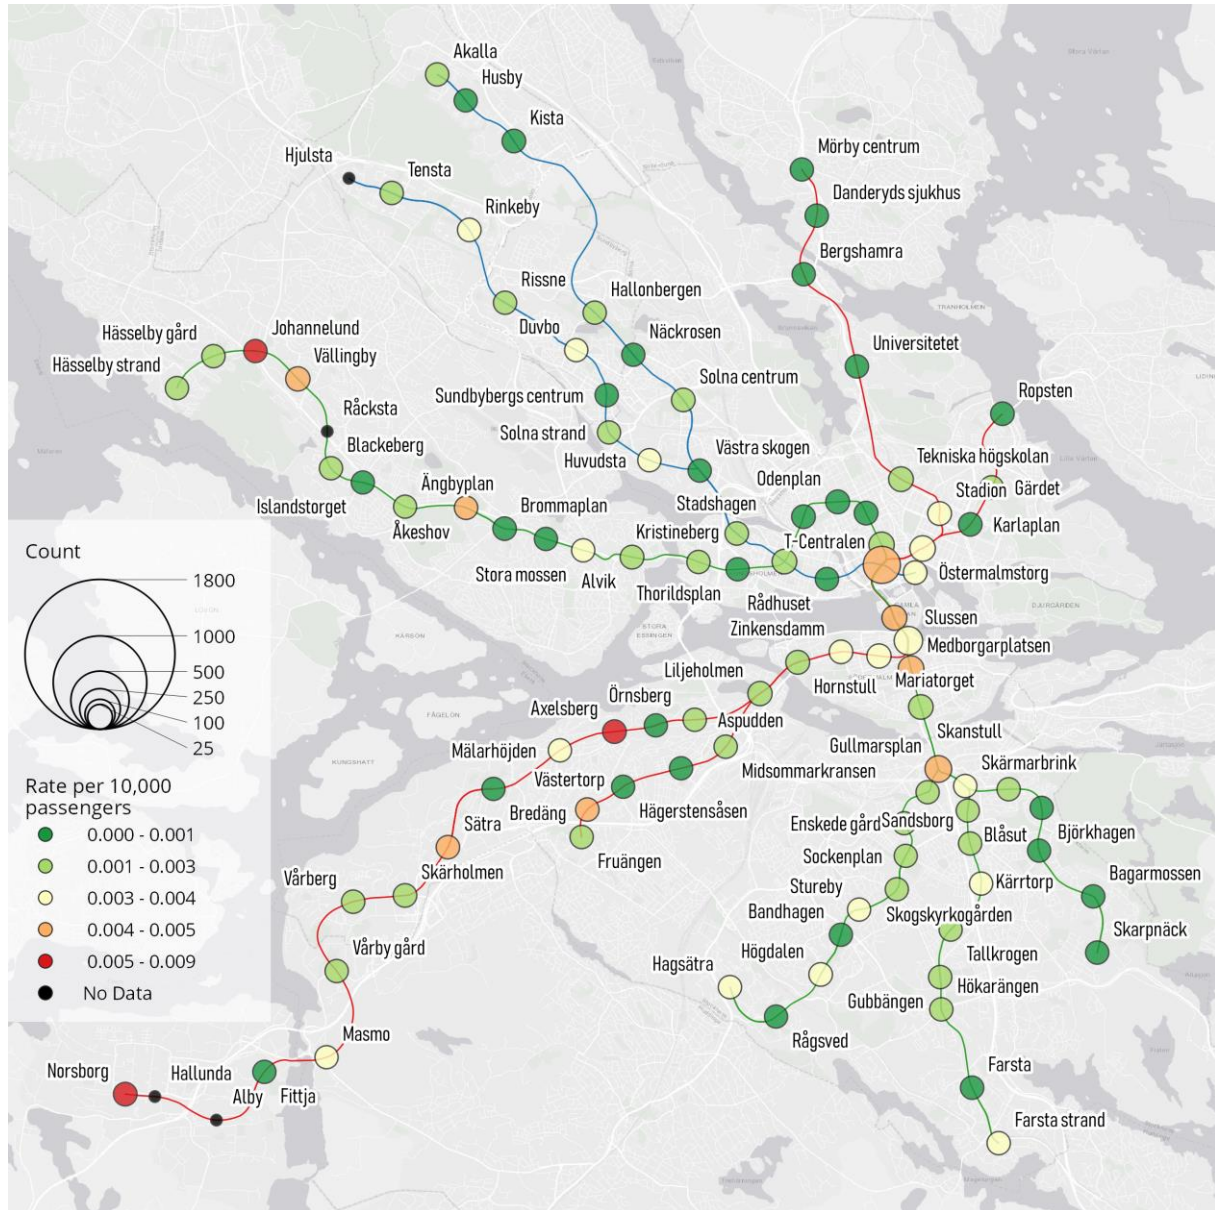 Akalla
Husby
Kista
Hjulsta
Tensta
Rinkeby
Mörby centrum
Danderyds sjukhus
Bergshamra
Rissne
Hallonbergen
Duvbo
Näckrosen
Universitetet
Hässelby gård
Johannelund
Vällingby
Hässelby strand
Solna centrum
Ropsten
Sundbybergs centrum
Råcksta
Solna strand
Blackeberg
Huvudsta
Västra skogen
Tekniska högskolan
Odenplan
Ängbyplan
Stadion
Gärdet
Islandstorget
Brommaplan
Stadshagen
Åkeshov
Kristineberg
T-Centralen
Karlaplan
Stora mossen
Alvik
Östermalmstorg
Thorildsplan
Rådhuset
Slussen
Zinkensdamm
Medborgarplatsen
Liljeholmen
Hornstull
Mariatorget
Örnsberg
Axelsberg
Aspudden
Skanstull
Mälarhöjden
Gullmarsplan
Västertorp
Midsommarkransen
Skärmarbrink
Bredäng
Hägerstensåsen
Sätra
Enskede gård
Sandsborg
Blåsut
Björkhagen
Fruängen
Sockenplan
Skärholmen
Stureby
Kärrtorp
Bagarmossen
Vårberg
Bandhagen
Skogskyrkogården
Skarpnäck
Vårby gård
Högdalen
Tallkrogen
Hagsätra
Hökarängen
Gubbängen
Masmo
Rågsved
Norsborg
Hallunda
Alby
Fittja
Farsta
Farsta strand
Count
1800
1000
500
250
100
25
Rate per 10,000
passengers
0.000 - 0.001
0.001 - 0.003
0.003 - 0.004
0.004 - 0.005
0.005 - 0.009
No Data
TRANHOLMEN
STORA
ESSINGEN
KÄRSÖN
FÅGELÖN
KUNGSHATT
DJURGÅRDEN